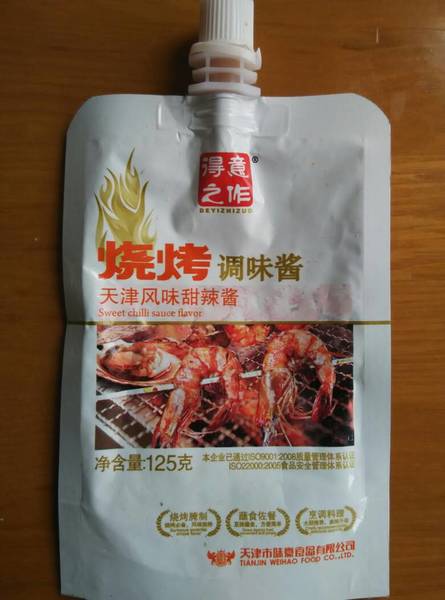 得意®
之作
DEYIZHIZUO
烧烤 调味酱
天津风味甜辣酱
Sweet chilli sauce flavor
净含量:125克
本企业已通过ISO9001:2008质量管理体系认证
ISO22000:2005食品安全管理体系认证
烧烤腌制 蘸食佐餐 烹调料理
天津市味豪食品有限公司
TIANJIN WEIHAO FOOD CO.,LTD.